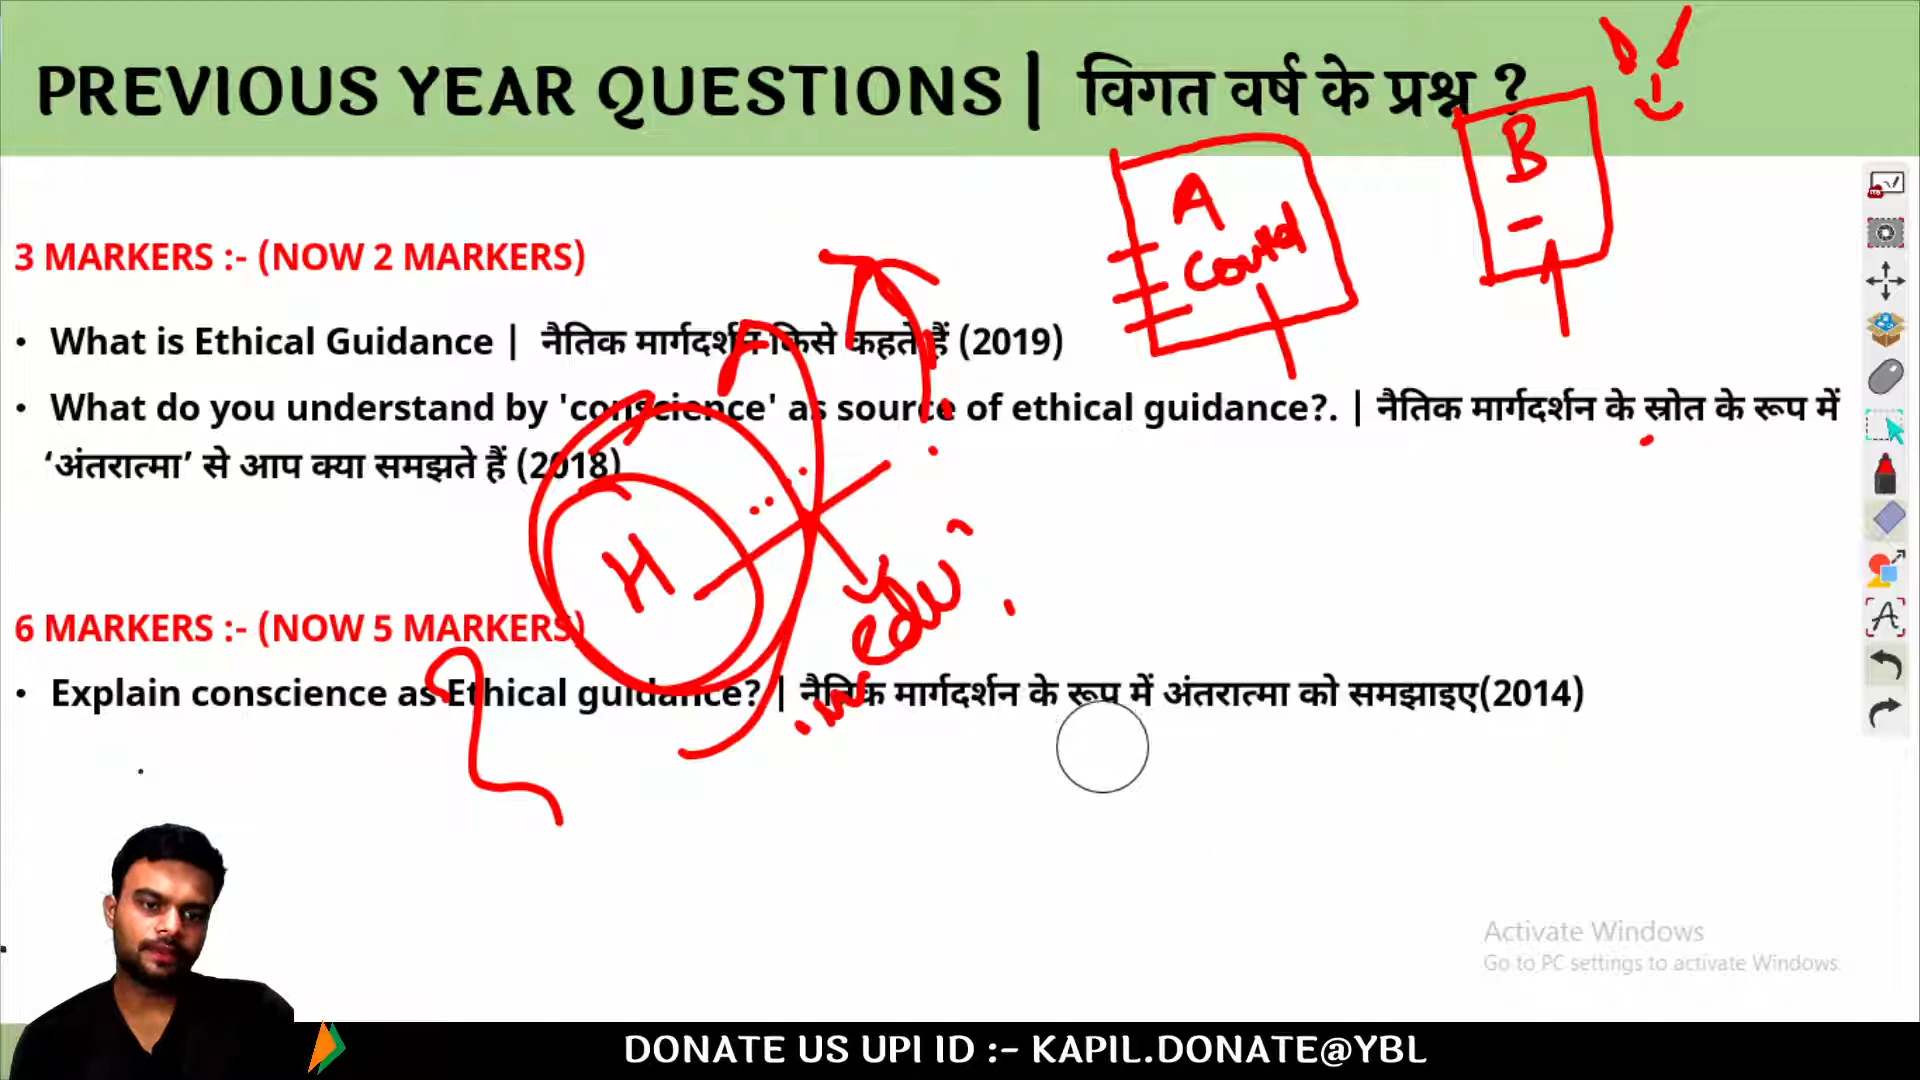 PREVIOUS YEAR QUESTIONS | विगत वर्ष के प्रश्न ?
A
B
3 MARKERS :- (NOW 2 MARKERS)
• What is Ethical Guidance | नैतिक मार्गदर्शन किसे कहते हैं (2019)
• What do you understand by 'conscience' as source of ethical guidance?. | नैतिक मार्गदर्शन के स्रोत के रूप में
‘अंतरात्मा’ से आप क्या समझते हैं (2018)
H
6 MARKERS :- (NOW 5 MARKERS)
• Explain conscience as Ethical guidance? | नैतिक मार्गदर्शन के रूप में अंतरात्मा को समझाइए(2014)
Activate Windows
Go to PC settings to activate Windows.
DONATE US UPI ID :- KAPIL.DONATE@YBL